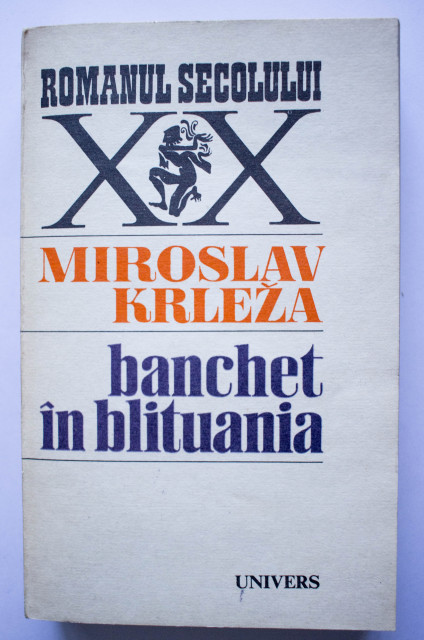 ROMANUL SECOLULUI
XX
MIROSLAV
KRLEŽA
banchet
în blituania
UNIVERS